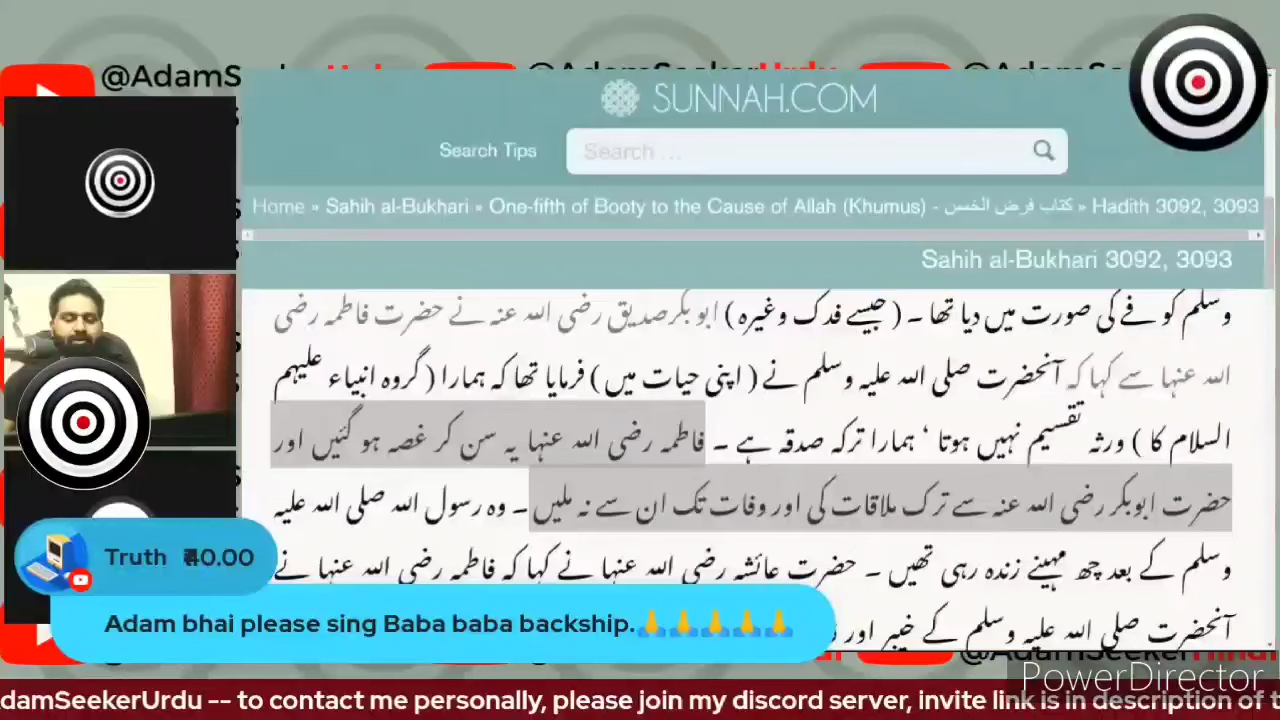 @AdamS
SUNNAH.COM
Search Tips
Search ...
Home » Sahih al-Bukhari » One-fifth of Booty to the Cause of Allah (Khumus) - كتاب فرض الخمس » Hadith 3092, 3093
Sahih al-Bukhari 3092, 3093
وسلم کو فے کی صورت میں دیا تھا ۔ ( جیسے فدک وغیرہ ) ابوبکر صدیق رضی اللہ عنہ نے حضرت فاطمہ رضی
اللہ عنہا سے کہا کہ آنحضرت صلی اللہ علیہ وسلم نے ( اپنی حیات میں ) فرمایا تھا کہ ہمارا ( گروہ انبیاء علیہم
السلام کا ) ورثہ تقسیم نہیں ہوتا ‘ ہمارا ترکہ صدقہ ہے ۔ فاطمہ رضی اللہ عنہا یہ سن کر غصہ ہو گئیں اور
حضرت ابوبکر رضی اللہ عنہ سے ترک ملاقات کی اور وفات تک ان سے نہ ملیں ۔ وہ رسول اللہ صلی اللہ علیہ
وسلم کے بعد چھ مہینے زندہ رہی تھیں ۔ حضرت عائشہ رضی اللہ عنہا نے کہا کہ فاطمہ رضی اللہ عنہا نے
آنحضرت صلی اللہ علیہ وسلم کے خیبر اور
Truth 40.00
Adam bhai please sing Baba baba backship.🙏🙏🙏🙏🙏
PowerDirector
damSeekerUrdu -- to contact me personally, please join my discord server, invite link is in description of t